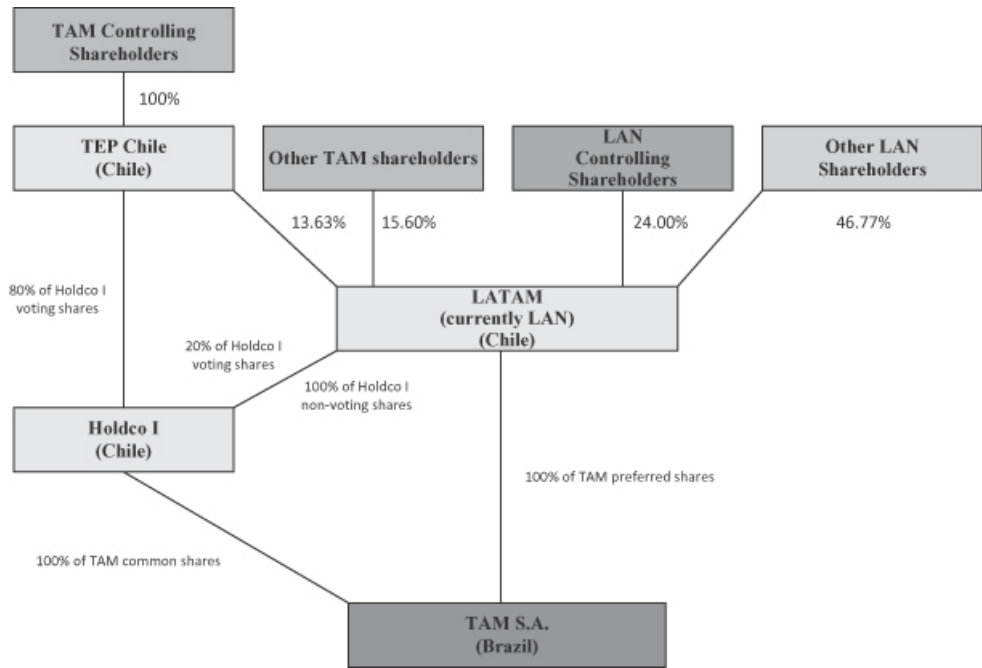 TAM Controlling
Shareholders
100%
TEP Chile
(Chile)
Other TAM shareholders
LAN
Controlling
Shareholders
Other LAN
Shareholders
13.63%
15.60%
24.00%
46.77%
80% of Holdco I
voting shares
LATAM
(currently LAN)
(Chile)
20% of Holdco I
voting shares
100% of Holdco I
non-voting shares
Holdco I
(Chile)
100% of TAM preferred shares
100% of TAM common shares
TAM S.A.
(Brazil)